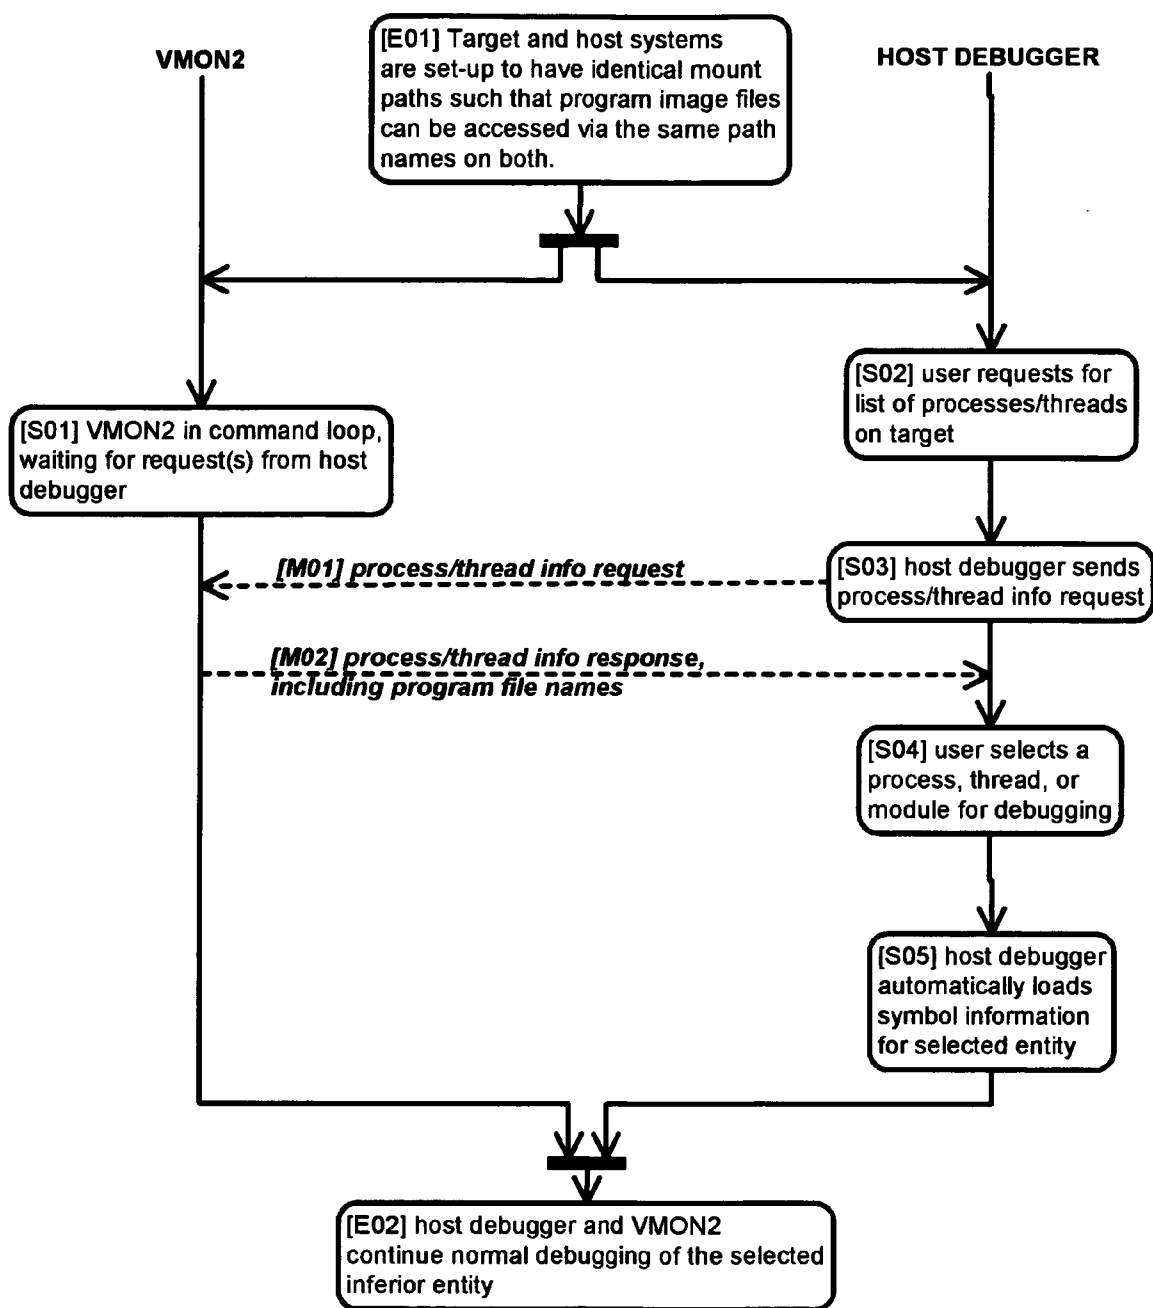 VMON2
[E01] Target and host systems
are set-up to have identical mount
paths such that program image files
can be accessed via the same path
names on both.
HOST DEBUGGER
[S02] user requests for
list of processes/threads
on target
[S01] VMON2 in command loop,
waiting for request(s) from host
debugger
[M01] process/thread info request
[S03] host debugger sends
process/thread info request
[M02] process/thread info response,
including program file names
[S04] user selects a
process, thread, or
module for debugging
[S05] host debugger
automatically loads
symbol information
for selected entity
[E02] host debugger and VMON2
continue normal debugging of the selected
inferior entity